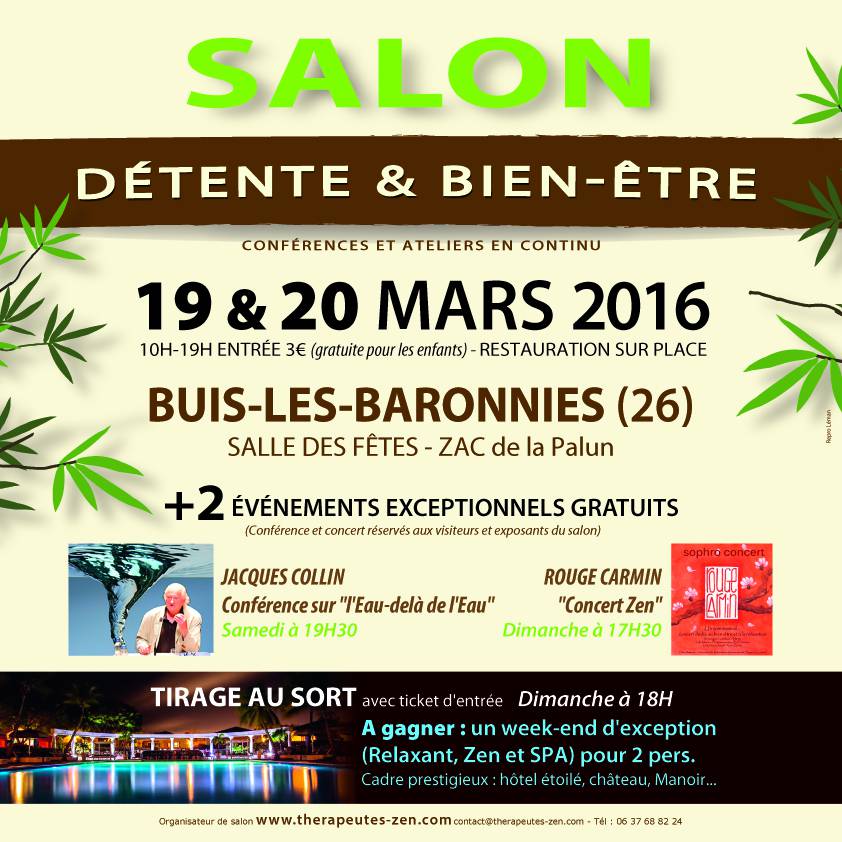 SALON
DÉTENTE & BIEN-ÊTRE
CONFÉRENCES ET ATELIERS EN CONTINU
19 & 20 MARS 2016
10H-19H ENTRÉE 3€ (gratuite pour les enfants) - RESTAURATION SUR PLACE
BUIS-LES-BARONNIES (26)
SALLE DES FÊTES - ZAC de la Palun
Repro Léman
+2 ÉVÉNEMENTS EXCEPTIONNELS GRATUITS
(Conférence et concert réservés aux visiteurs et exposants du salon)
JACQUES COLLIN
Conférence sur "l'Eau-delà de l'Eau"
Samedi à 19H30
ROUGE CARMIN
"Concert Zen"
Dimanche à 17H30
sophro concert
ROUGE
CARMIN
TIRAGE AU SORT avec ticket d'entrée Dimanche à 18H
A gagner : un week-end d'exception
(Relaxant, Zen et SPA) pour 2 pers.
Cadre prestigieux : hôtel étoilé, château, Manoir...
Organisateur de salon www.therapeutes-zen.com contact@therapeutes-zen.com - Tél : 06 37 68 82 24